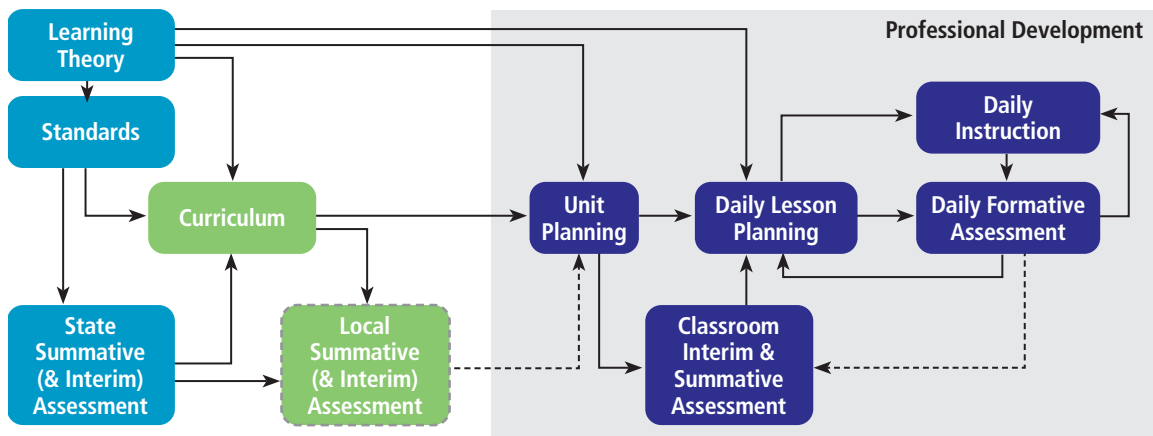 Learning
Theory
Professional Development
Standards
Daily
Instruction
Curriculum
Unit
Planning
Daily Lesson
Planning
Daily Formative
Assessment
State
Summative
(& Interim)
Assessment
Local
Summative
(& Interim)
Assessment
Classroom
Interim &
Summative
Assessment